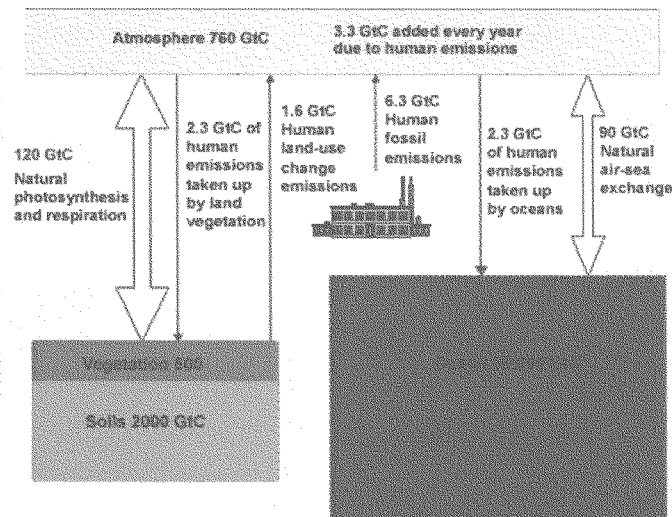 Atmosphere 760 GtC
3.3 GtC added every year
due to human emissions
120 GtC
Natural
photosynthesis
and respiration
2.3 GtC of
human
emissions
taken up
by land
vegetation
1.6 GtC
Human
land-use
change
emissions
6.3 GtC
Human
fossil
emissions
2.3 GtC
of human
emissions
taken up
by oceans
90 GtC
Natural
air-sea
exchange
Vegetation 500
Soils 2000 GtC